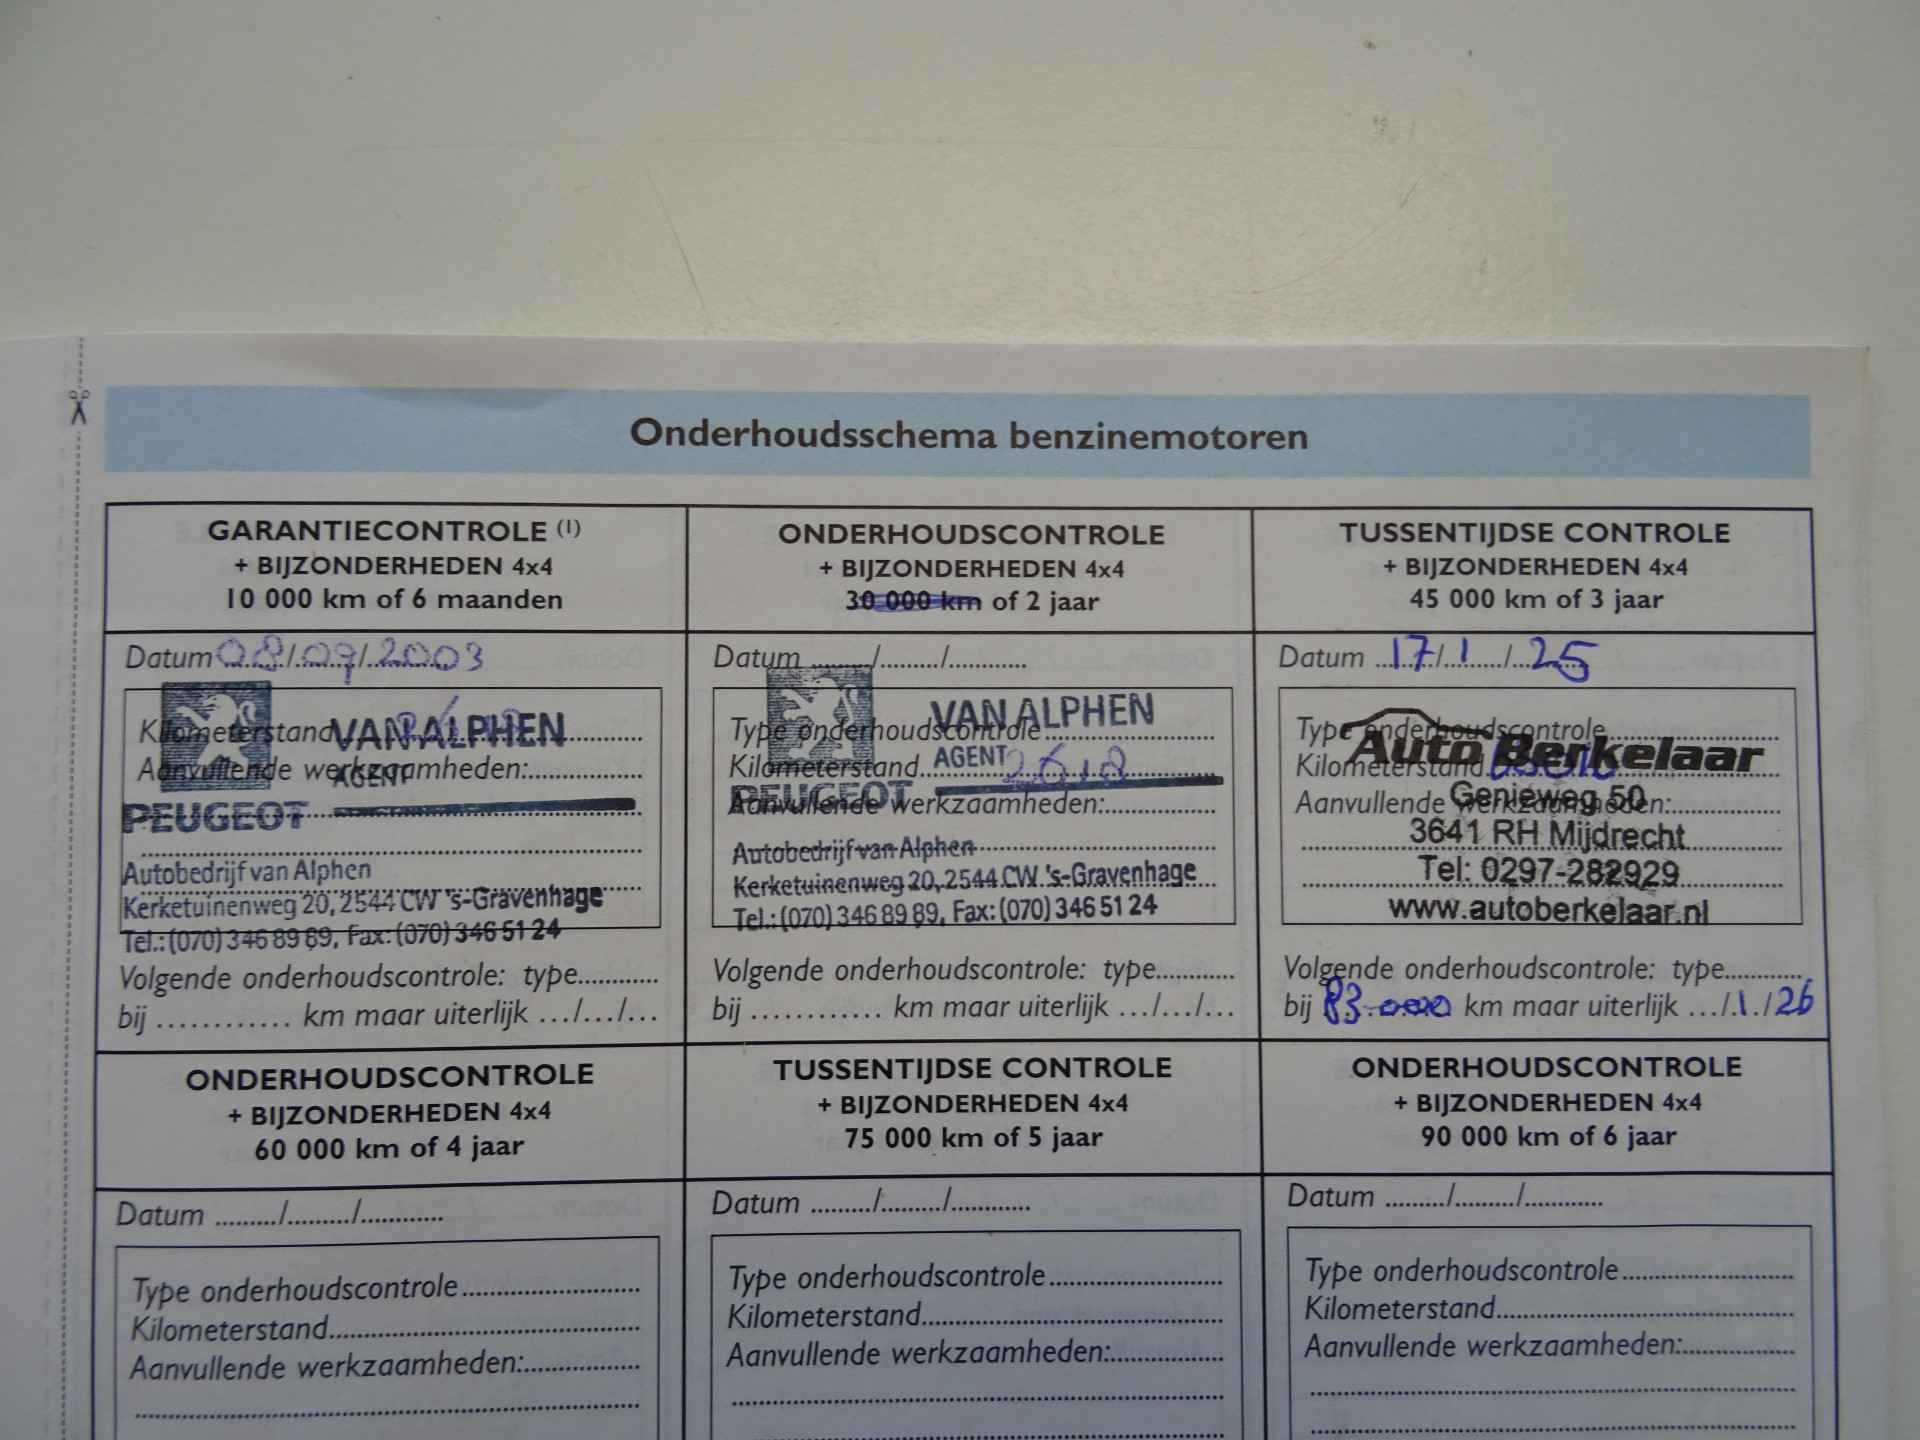 Onderhoudsschema benzinemotoren
GARANTIECONTROLE (1)
+ BIJZONDERHEDEN 4x4
10 000 km of 6 maanden
Datum 08/07/2003
Kilometerstand
VAN ALPHEN
Aanvullende werkzaamheden:
AGENT
PEUGEOT
Autobedrijf van Alphen
Kerketuinenweg 20, 2544 CW 's-Gravenhage
Tel.: (070) 346 89 89, Fax: (070) 346 51 24
Volgende onderhoudscontrole: type
bij ............ km maar uiterlijk .../.../...
ONDERHOUDSCONTROLE
+ BIJZONDERHEDEN 4x4
30 000 km of 2 jaar
Datum ........./........./............
VAN ALPHEN
Type onderhoudscontrole
AGENT
Kilometerstand 2618
PEUGEOT
Aanvullende werkzaamheden:
Autobedrijf van Alphen
Kerketuinenweg 20, 2544 CW 's-Gravenhage
Tel.: (070) 346 89 89, Fax: (070) 346 51 24
Volgende onderhoudscontrole: type
bij ............ km maar uiterlijk .../.../...
TUSSENTIJDSE CONTROLE
+ BIJZONDERHEDEN 4x4
45 000 km of 3 jaar
Datum 17/1/25
Type onderhoudscontrole
Auto Berkelaar
Kilometerstand
Genieweg 50
Aanvullende werkzaamheden:
3641 RH Mijdrecht
Tel: 0297-282929
www.autoberkelaar.nl
Volgende onderhoudscontrole: type
bij 83.000 km maar uiterlijk .../1/26
ONDERHOUDSCONTROLE
+ BIJZONDERHEDEN 4x4
60 000 km of 4 jaar
Datum ........./........./............
Type onderhoudscontrole
Kilometerstand
Aanvullende werkzaamheden:
TUSSENTIJDSE CONTROLE
+ BIJZONDERHEDEN 4x4
75 000 km of 5 jaar
Datum ........./........./............
Type onderhoudscontrole
Kilometerstand
Aanvullende werkzaamheden:
ONDERHOUDSCONTROLE
+ BIJZONDERHEDEN 4x4
90 000 km of 6 jaar
Datum ........./........./............
Type onderhoudscontrole
Kilometerstand
Aanvullende werkzaamheden: